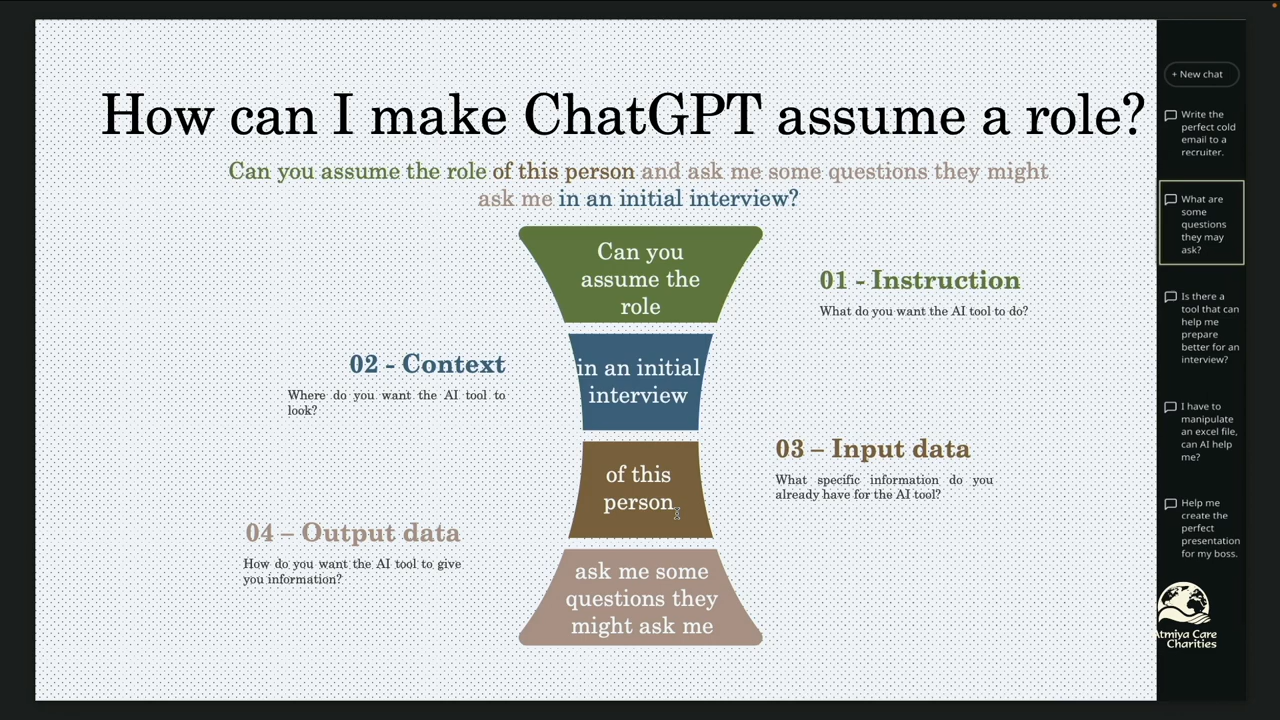 How can I make ChatGPT assume a role?
Can you assume the role of this person and ask me some questions they might
ask me in an initial interview?
Can you
assume the
role
01 - Instruction
What do you want the AI tool to do?
02 - Context
Where do you want the AI tool to
look?
in an initial
interview
03 – Input data
What specific information do you
already have for the AI tool?
of this
person
04 – Output data
How do you want the AI tool to give
you information?
ask me some
questions they
might ask me
+ New chat
Write the
perfect cold
email to a
recruiter.
What are
some
questions
they may
ask?
Is there a
tool that can
help me
prepare
better for an
interview?
I have to
manipulate
an excel file,
can AI help
me?
Help me
create the
perfect
presentation
for my boss.
Atmiya Care
Charities